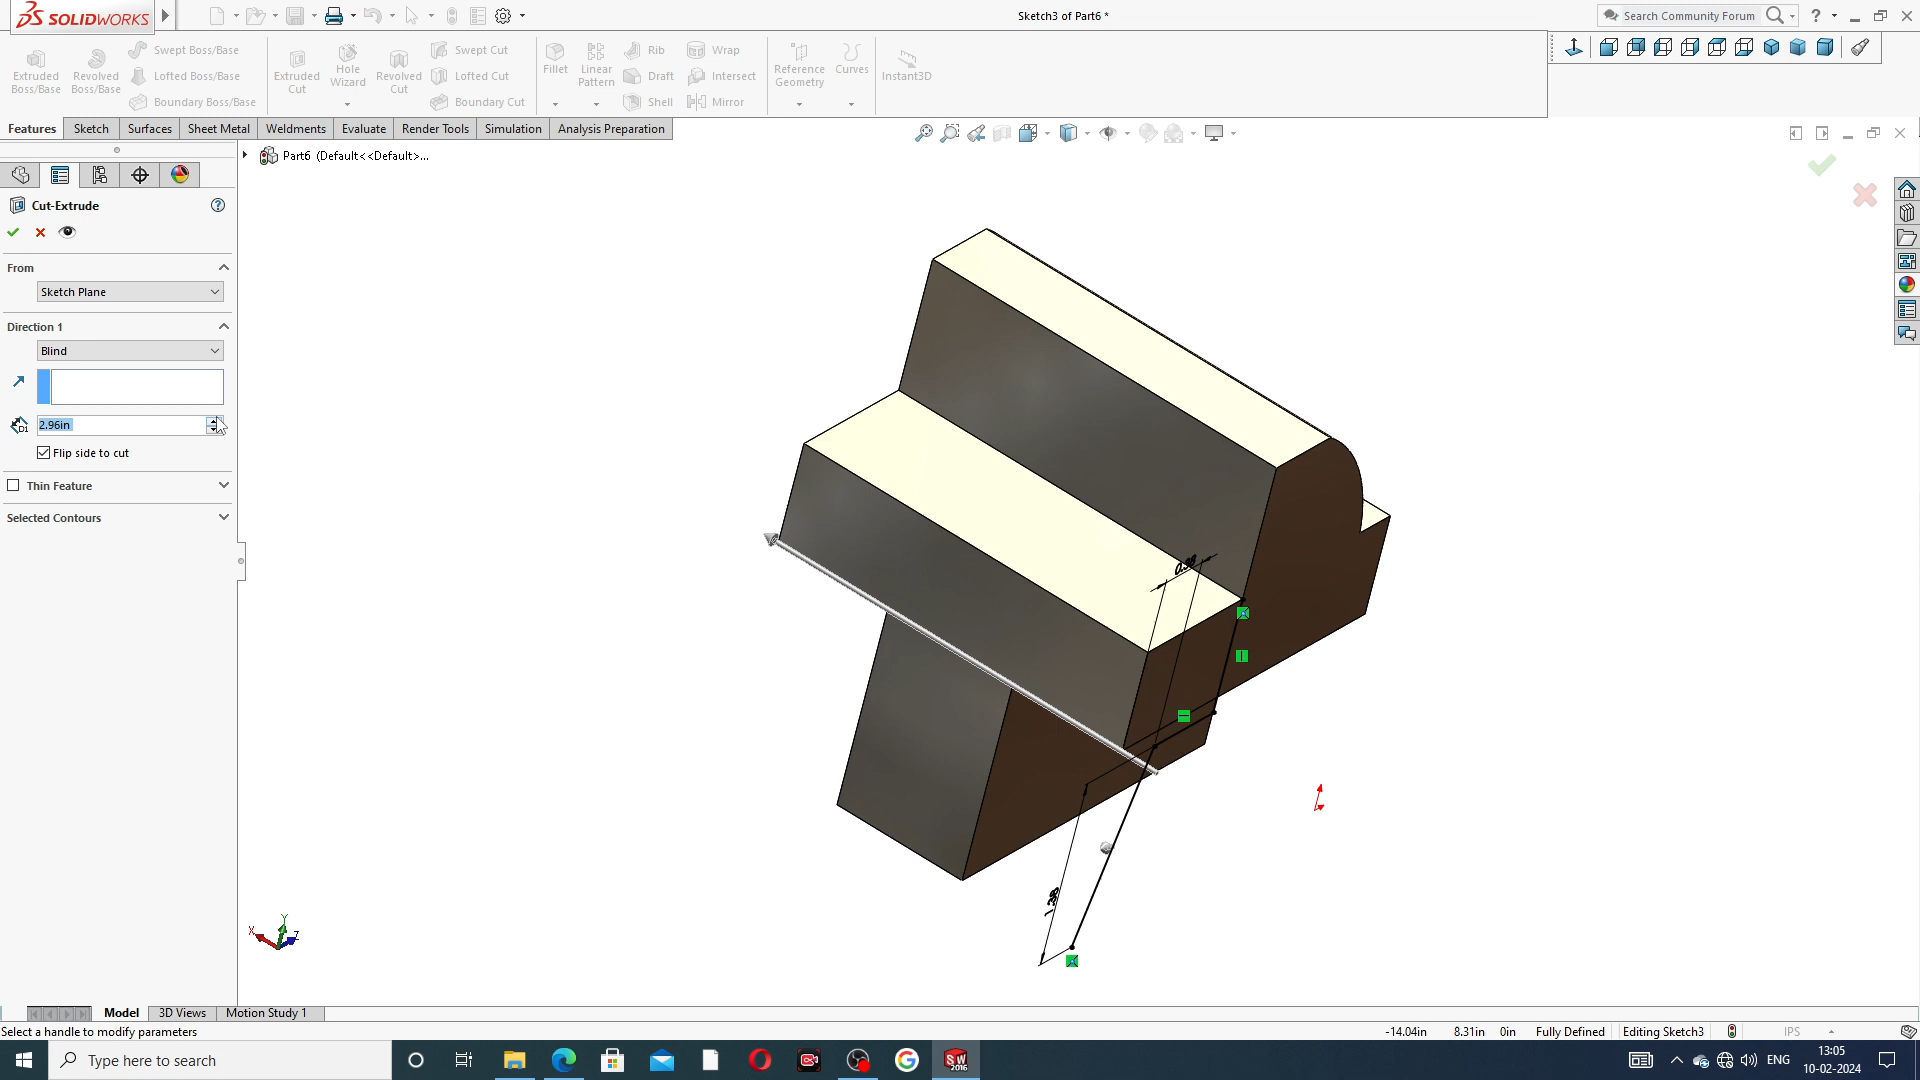 SOLIDWORKS
Sketch3 of Part6 *
Search Community Forum
Extruded Boss/Base
Revolved Boss/Base
Swept Boss/Base
Lofted Boss/Base
Boundary Boss/Base
Extruded Cut
Hole Wizard
Revolved Cut
Swept Cut
Lofted Cut
Boundary Cut
Fillet
Linear Pattern
Rib
Draft
Shell
Wrap
Intersect
Mirror
Reference Geometry
Curves
Instant3D
Features
Sketch
Surfaces
Sheet Metal
Weldments
Evaluate
Render Tools
Simulation
Analysis Preparation
Part6 (Default<<Default>...
Cut-Extrude
From
Sketch Plane
Direction 1
Blind
D1
2.96in
Flip side to cut
Thin Feature
Selected Contours
0.98
X
Y
Z
Model
3D Views
Motion Study 1
Select a handle to modify parameters
-14.04in
8.31in
0in
Fully Defined
Editing Sketch3
IPS
Type here to search
SW
2016
ENG
13:05
10-02-2024